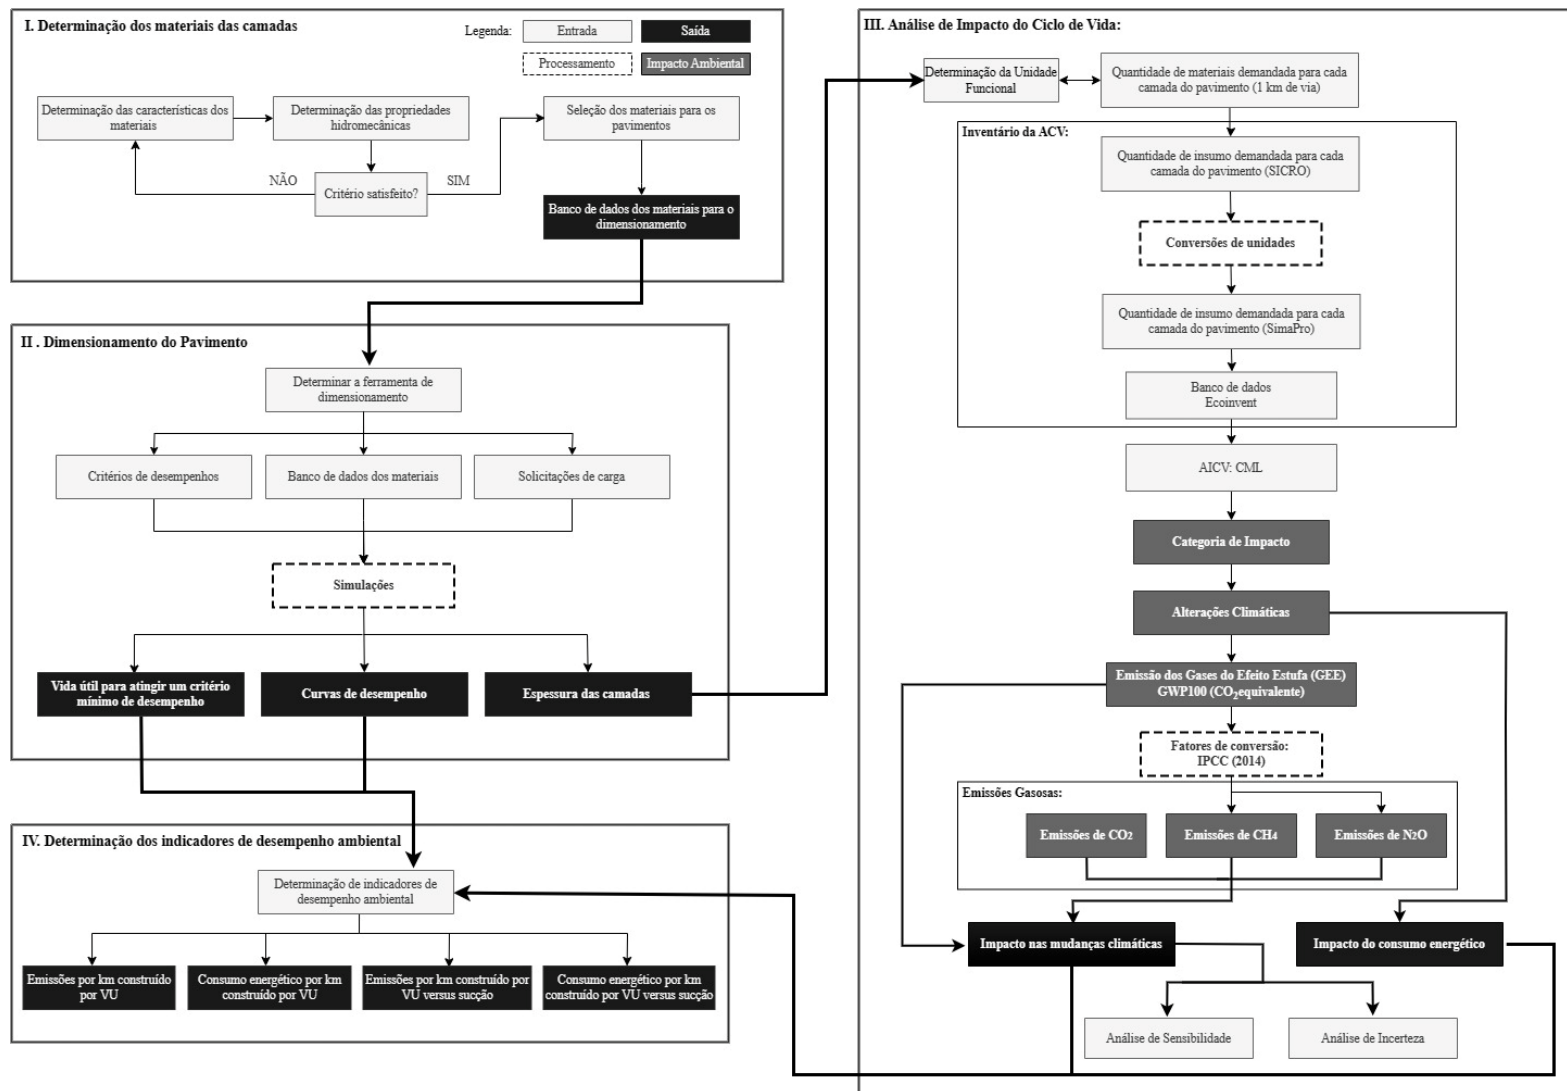 I. Determinação dos materiais das camadas
Legenda:
Entrada
Saída
Processamento
Impacto Ambiental
Determinação das características dos
materiais
Determinação das propriedades
hidromecânicas
Seleção dos materiais para os
pavimentos
NÃO
Critério satisfeito?
SIM
Banco de dados dos materiais para o
dimensionamento
II . Dimensionamento do Pavimento
Determinar a ferramenta de
dimensionamento
Critérios de desempenhos
Banco de dados dos materiais
Solicitações de carga
Simulações
Vida útil para atingir um critério
mínimo de desempenho
Curvas de desempenho
Espessura das camadas
IV. Determinação dos indicadores de desempenho ambiental
Determinação de indicadores de
desempenho ambiental
Emissões por km construído
por VU
Consumo energético por km
construído por VU
Emissões por km construído por
VU versus sucção
Consumo energético por km
construído por VU versus sucção
III. Análise de Impacto do Ciclo de Vida:
Determinação da Unidade
Funcional
Quantidade de materiais demandada para cada
camada do pavimento (1 km de via)
Inventário da ACV:
Quantidade de insumo demandada para cada
camada do pavimento (SICRO)
Conversões de unidades
Quantidade de insumo demandada para cada
camada do pavimento (SimaPro)
Banco de dados
Ecoinvent
AICV: CML
Categoria de Impacto
Alterações Climáticas
Emissão dos Gases do Efeito Estufa (GEE)
GWP100 (CO₂equivalente)
Fatores de conversão:
IPCC (2014)
Emissões Gasosas:
Emissões de CO2
Emissões de CH4
Emissões de N2O
Impacto nas mudanças climáticas
Impacto do consumo energético
Análise de Sensibilidade
Análise de Incerteza